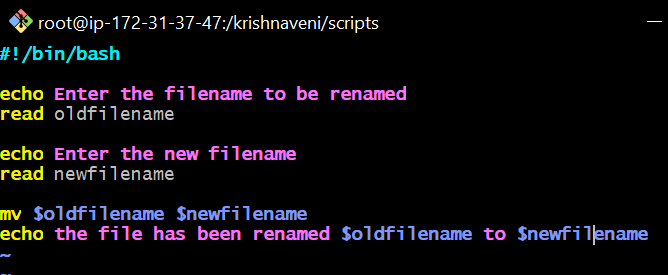 root@ip-172-31-37-47:/krishnaveni/scripts
#!/bin/bash
echo Enter the filename to be renamed
read oldfilename
echo Enter the new filename
read newfilename
mv $oldfilename $newfilename
echo the file has been renamed $oldfilename to $newfilename
~
~